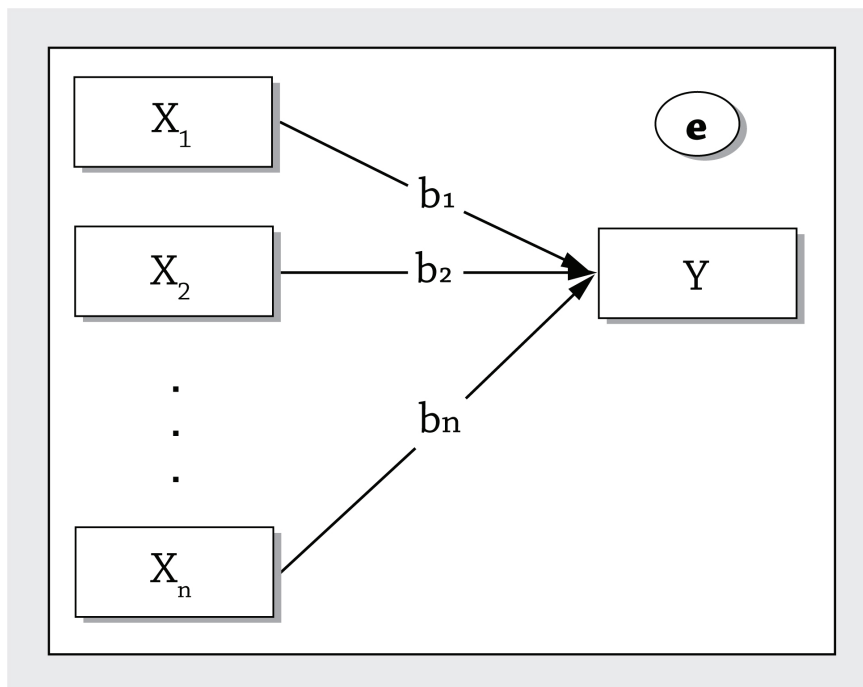 X₁
e
b₁
X₂
b₂
Y
.
.
.
bn
Xₙ